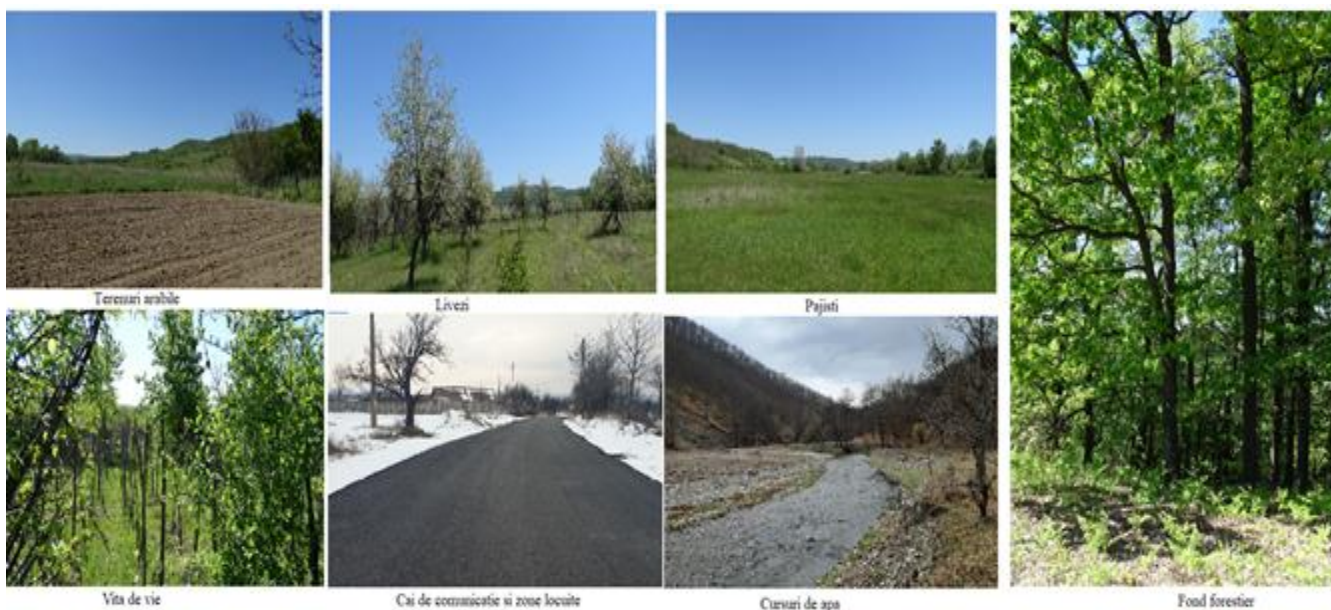 Terenuri arabile
Livezi
Pajisti
Vita de vie
Cai de comunicatie si zone locuite
Cursuri de apa
Fond forestier